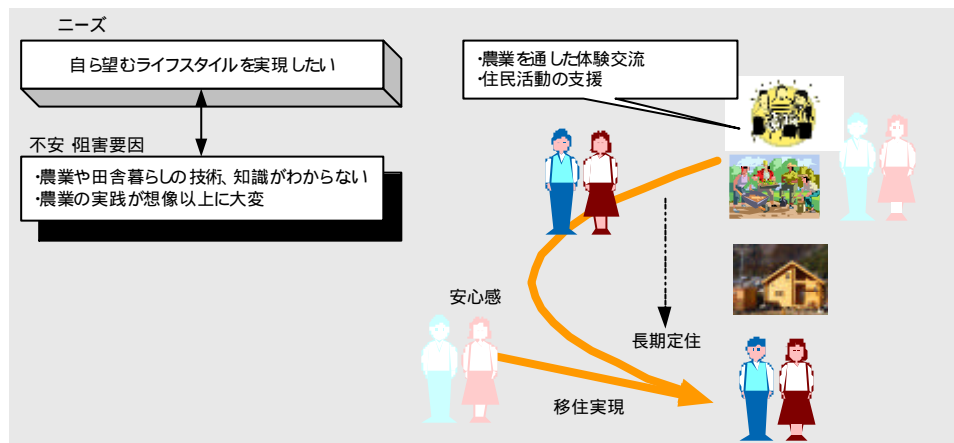 ニーズ
自ら望むライフスタイルを実現したい
不安・阻害要因
・農業や田舎暮らしの技術、知識がわからない
・農業の実践が想像以上に大変
・農業を通した体験交流
・住民活動の支援
安心感
長期定住
移住実現